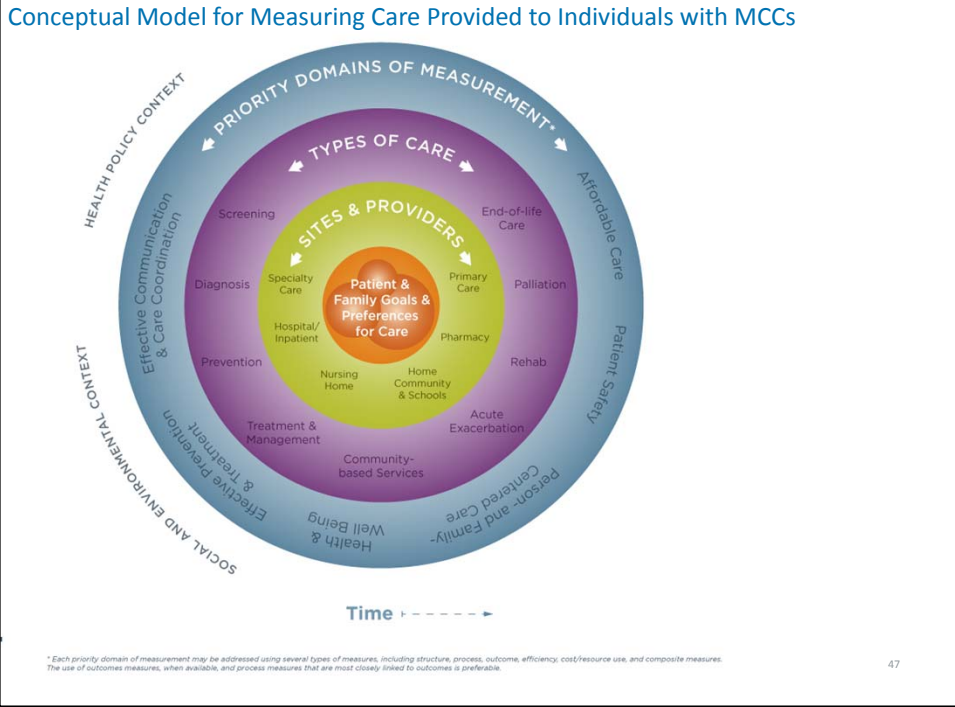 Conceptual Model for Measuring Care Provided to Individuals with MCCs
HEALTH POLICY CONTEXT
SOCIAL AND ENVIRONMENTAL CONTEXT
PRIORITY DOMAINS OF MEASUREMENT*
Effective Communication
& Care Coordination
Affordable Care
Patient Safety
Person- and Family-
Centered Care
Health &
Well Being
Effective Prevention
& Treatment
TYPES OF CARE
Screening
End-of-life
Care
Diagnosis
Palliation
Prevention
Rehab
Treatment &
Management
Acute
Exacerbation
Community-
based Services
SITES & PROVIDERS
Specialty
Care
Primary
Care
Hospital/
Inpatient
Pharmacy
Nursing
Home
Home
Community
& Schools
Patient &
Family Goals &
Preferences
for Care
Time
* Each priority domain of measurement may be addressed using several types of measures, including structure, process, outcome, efficiency, cost/resource use, and composite measures.
The use of outcomes measures, when available, and process measures that are most closely linked to outcomes is preferable.
47